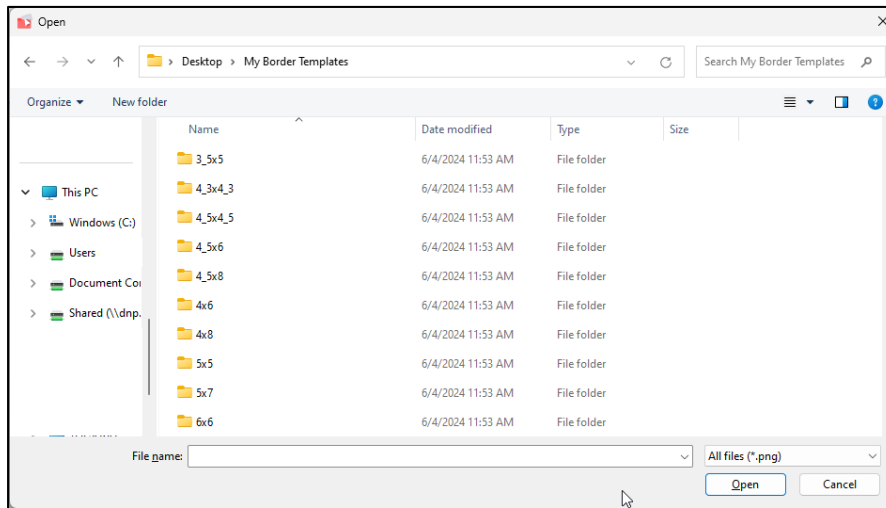 Open
Desktop > My Border Templates
Search My Border Templates
Organize
New folder
Name
Date modified
Type
Size
3_5x5 6/4/2024 11:53 AM File folder
4_3x4_3 6/4/2024 11:53 AM File folder
4_5x4_5 6/4/2024 11:53 AM File folder
4_5x6 6/4/2024 11:53 AM File folder
4_5x8 6/4/2024 11:53 AM File folder
4x6 6/4/2024 11:53 AM File folder
4x8 6/4/2024 11:53 AM File folder
5x5 6/4/2024 11:53 AM File folder
5x7 6/4/2024 11:53 AM File folder
6x6 6/4/2024 11:53 AM File folder
This PC
Windows (C:)
Users
Document Co
Shared (\\dnp.
File name:
All files (*.png)
Open
Cancel